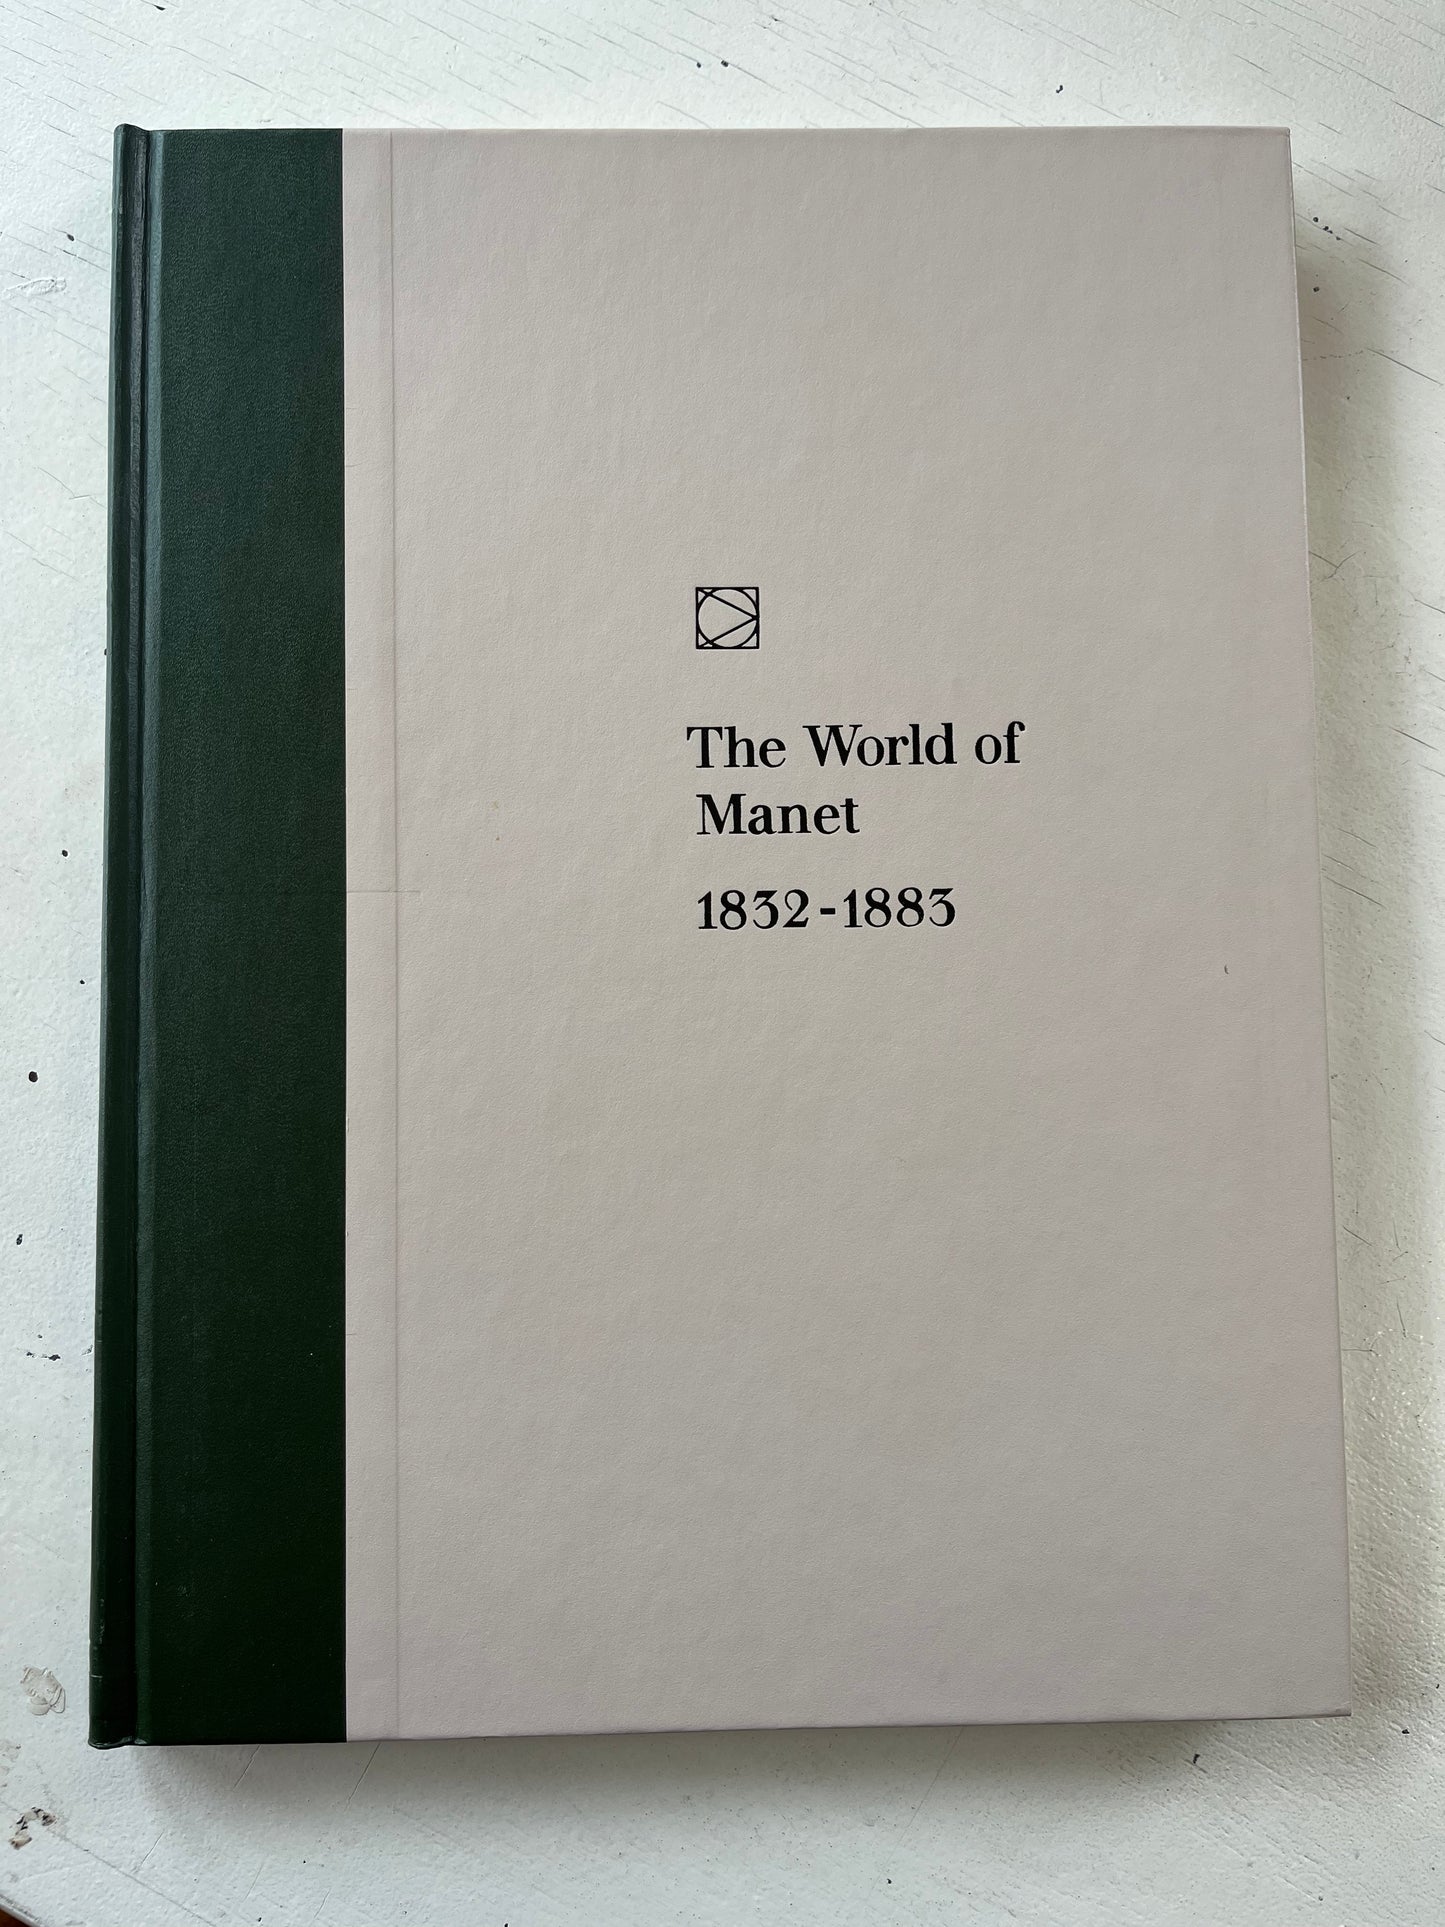 The World of
Manet
1832-1883